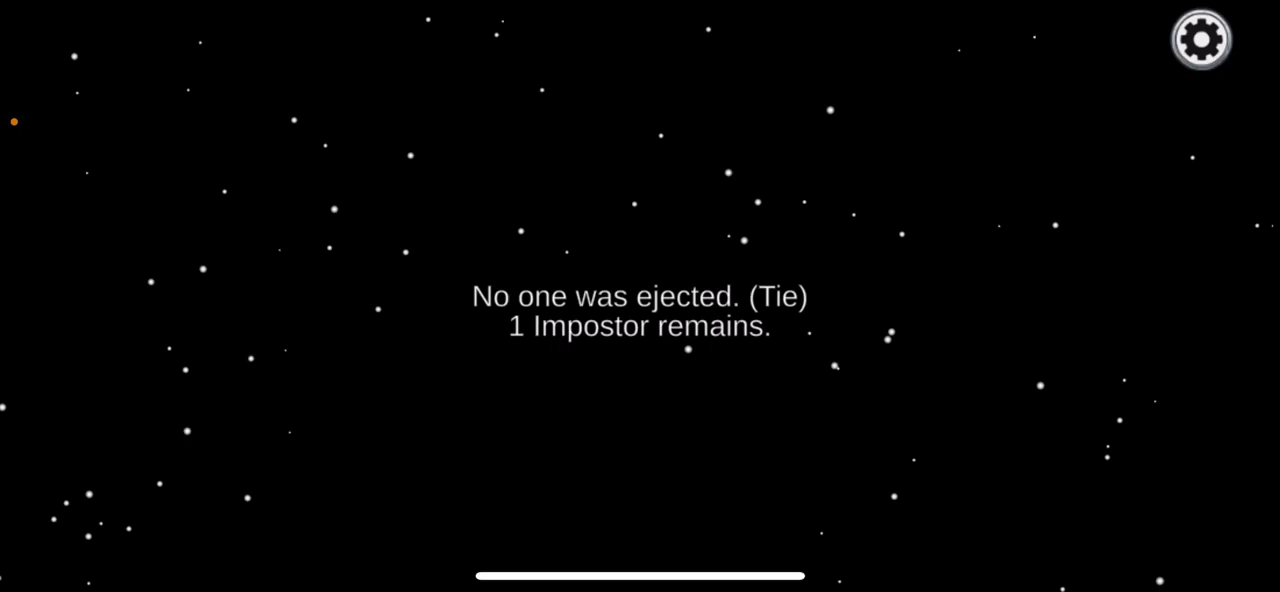 No one was ejected. (Tie)
1 Impostor remains.